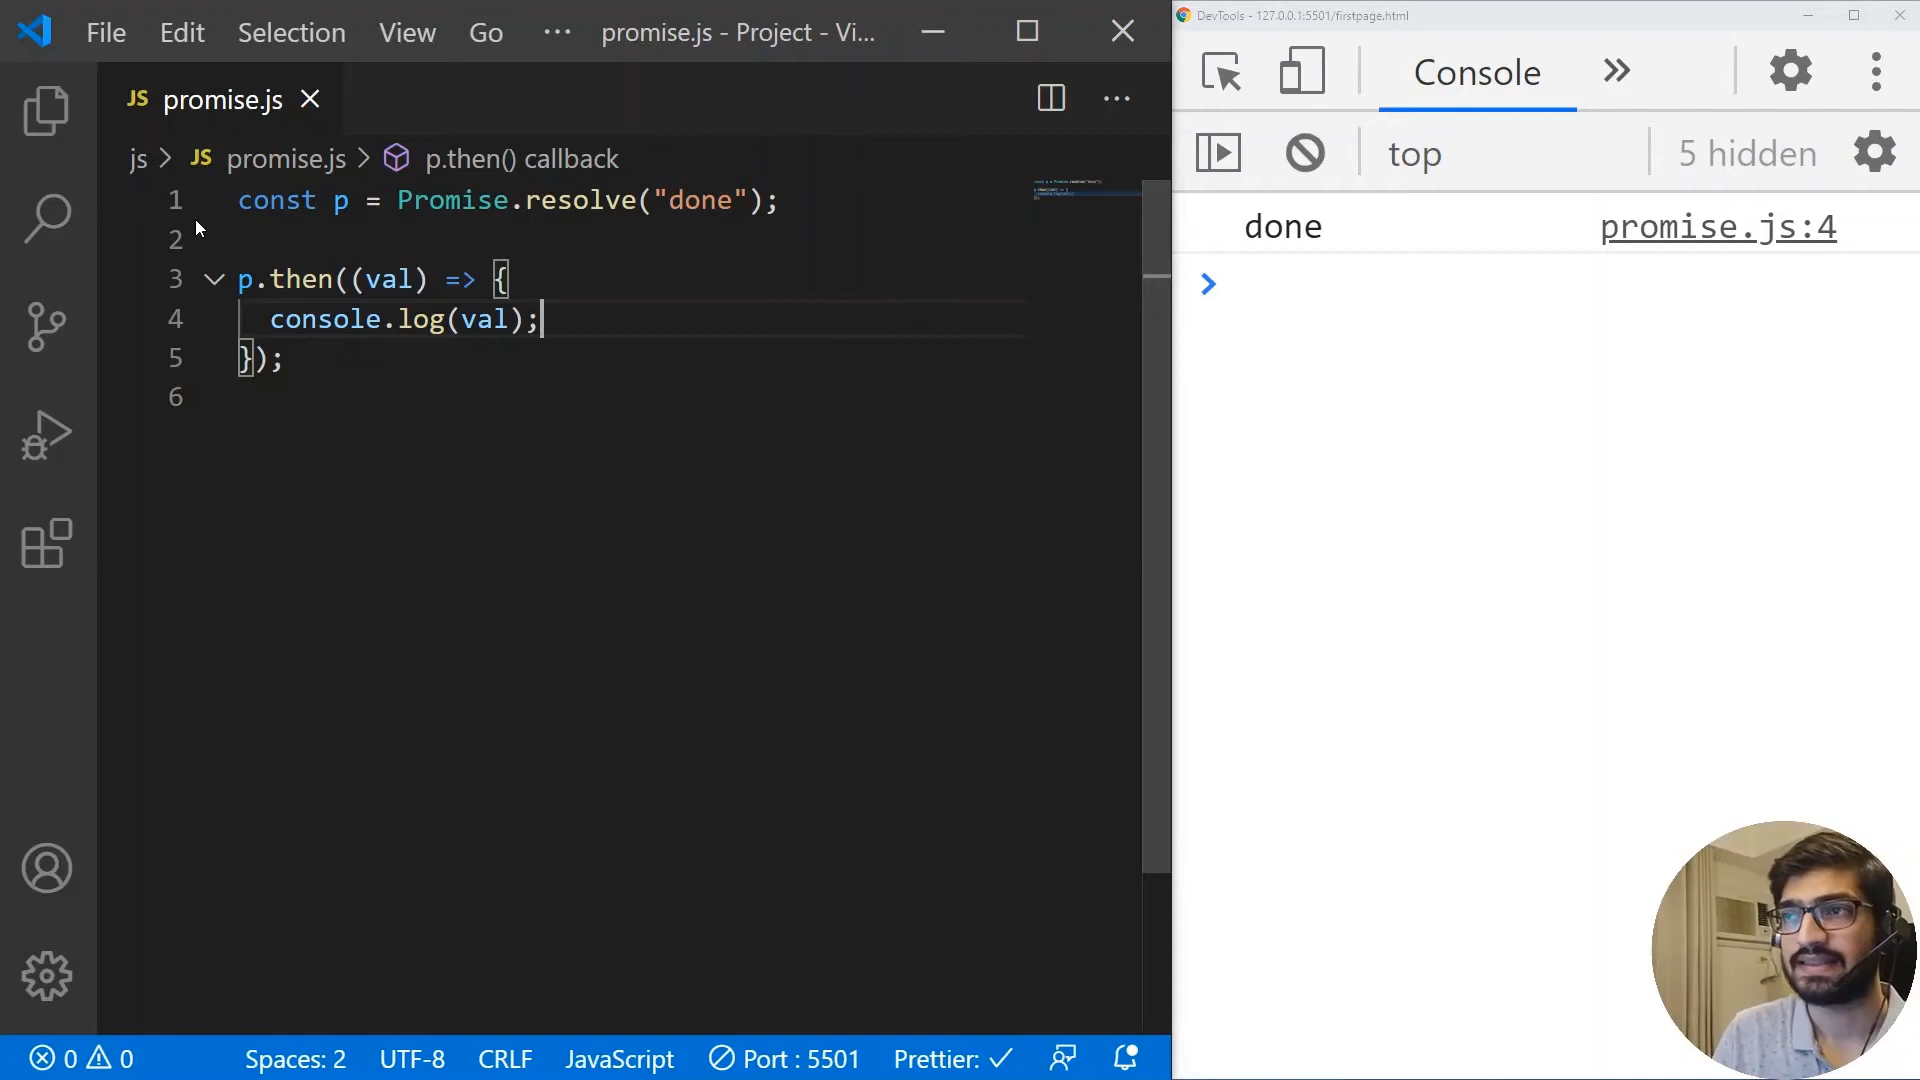 File Edit Selection View Go ··· promise.js - Project - Vi...
JS promise.js
js > JS promise.js > p.then() callback
1 const p = Promise.resolve("done");
2
3 p.then((val) => {
4 console.log(val);
5 });
6
0 0 Spaces: 2 UTF-8 CRLF JavaScript Port : 5501 Prettier: ✓
DevTools - 127.0.0.1:5501/firstpage.html
Console
top 5 hidden
done promise.js:4